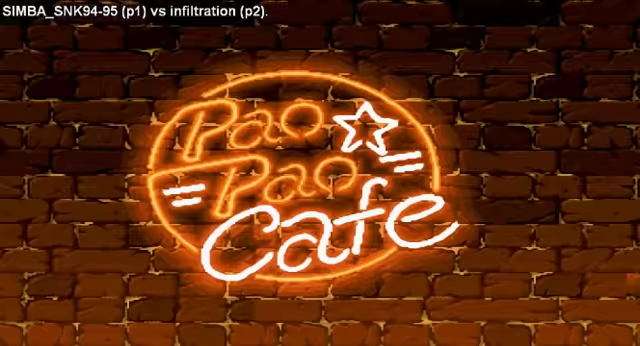 SIMBA_SNK94-95 (p1) vs infiltration (p2).
Pao
Pao
Cafe